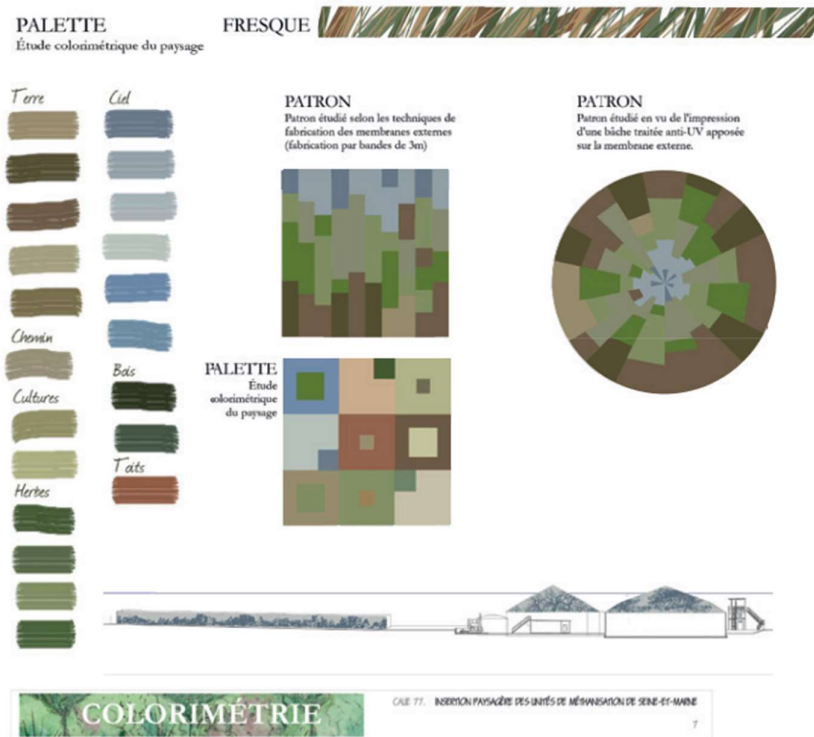 PALETTE
Étude colorimétrique du paysage
FRESQUE
Terre
Ciel
Chemin
Cultures
Herbes
Bois
Toits
PATRON
Patron étudié selon les techniques de
fabrication des membranes externes
(fabrication par bandes de 3m)
PATRON
Patron étudié en vu de l'impression
d'une bâche traitée anti-UV apposée
sur la membrane externe.
PALETTE
Étude
colorimétrique
du paysage
COLORIMÉTRIE
CAUE 77. INSERTION PAYSAGÈRE DES UNITÉS DE MÉTHANISATION DE SEINE-ET-MARNE
7